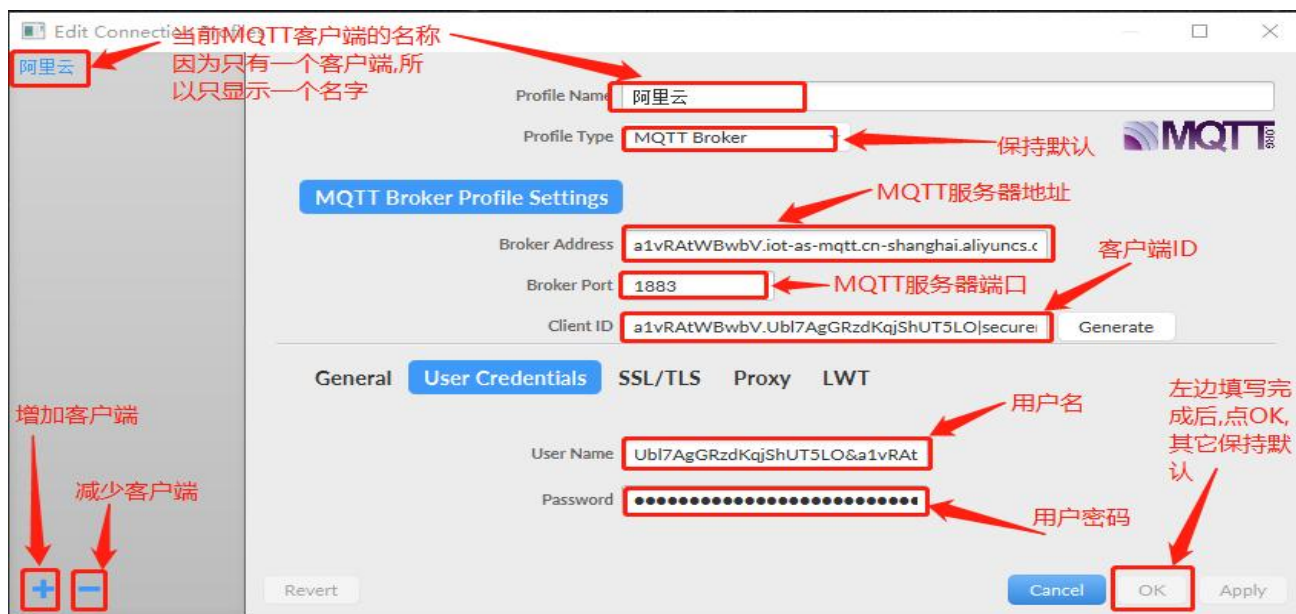 Edit Connection
当前MQTT客户端的名称
因为只有一个客户端,所
以只显示一个名字
阿里云
Profile Name
阿里云
Profile Type
MQTT Broker
保持默认
MQTT
.ORG
MQTT Broker Profile Settings
MQTT服务器地址
Broker Address
a1vRAtWBwbV.iot-as-mqtt.cn-shanghai.aliyuncs.c
客户端ID
Broker Port
1883
MQTT服务器端口
Client ID
a1vRAtWBwbV.Ubl7AgGRzdKqjShUT5LO|secure
Generate
General
User Credentials
SSL/TLS
Proxy
LWT
用户名
左边填写完
成后,点OK,
其它保持默
认
增加客户端
减少客户端
User Name
Ubl7AgGRzdKqjShUT5LO&a1vRAt
Password
用户密码
Revert
Cancel
OK
Apply